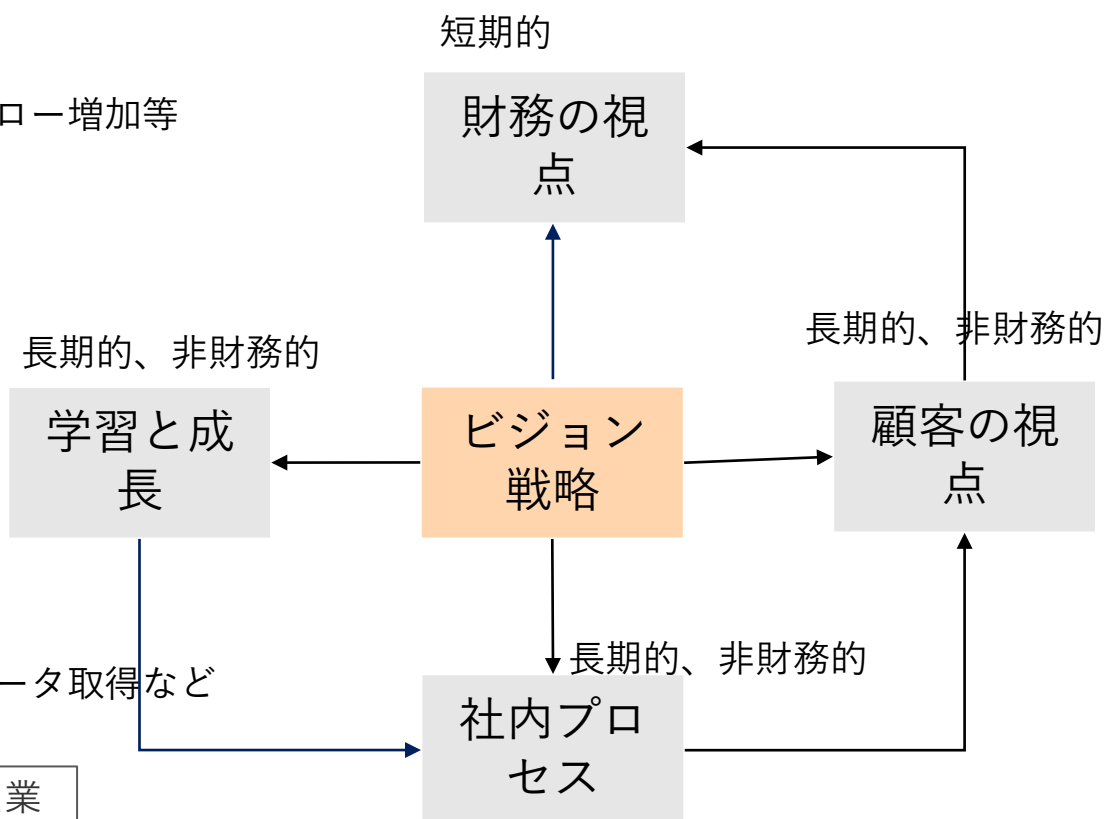 短期的
ロー増加等
財務の視
点
長期的、非財務的
長期的、非財務的
学習と成
長
ビジョン
戦略
顧客の視
点
長期的、非財務的
ータ取得など
社内プロ
セス
業